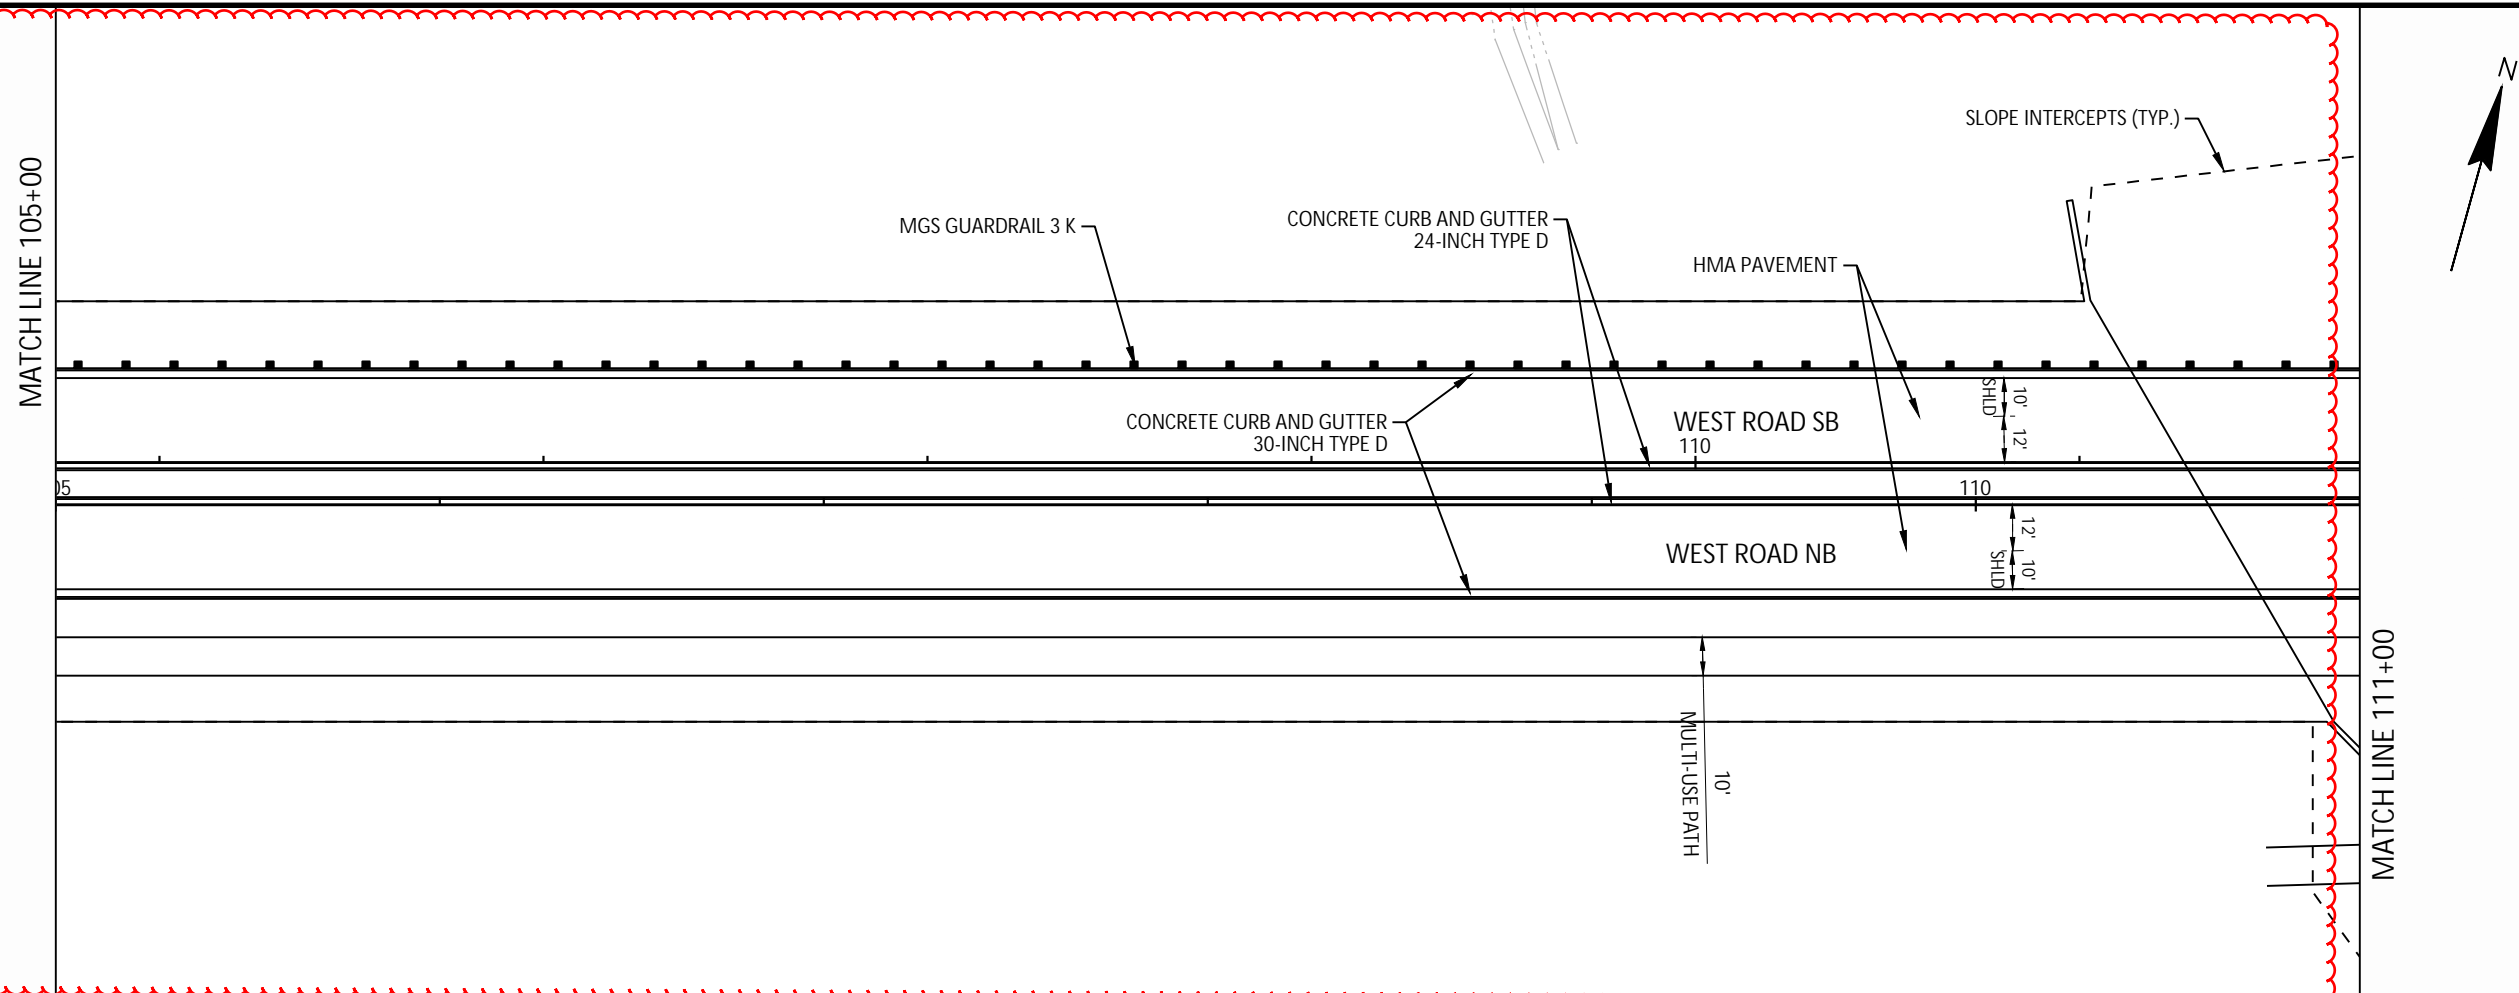 N
SLOPE INTERCEPTS (TYP.)
MATCH LINE 105+00
MGS GUARDRAIL 3 K
CONCRETE CURB AND GUTTER
24-INCH TYPE D
HMA PAVEMENT
10'
SHLD
12'
CONCRETE CURB AND GUTTER
30-INCH TYPE D
WEST ROAD SB
110
05
110
12'
10'
SHLD
WEST ROAD NB
MULTI-USE PATH
10'
MATCH LINE 111+00